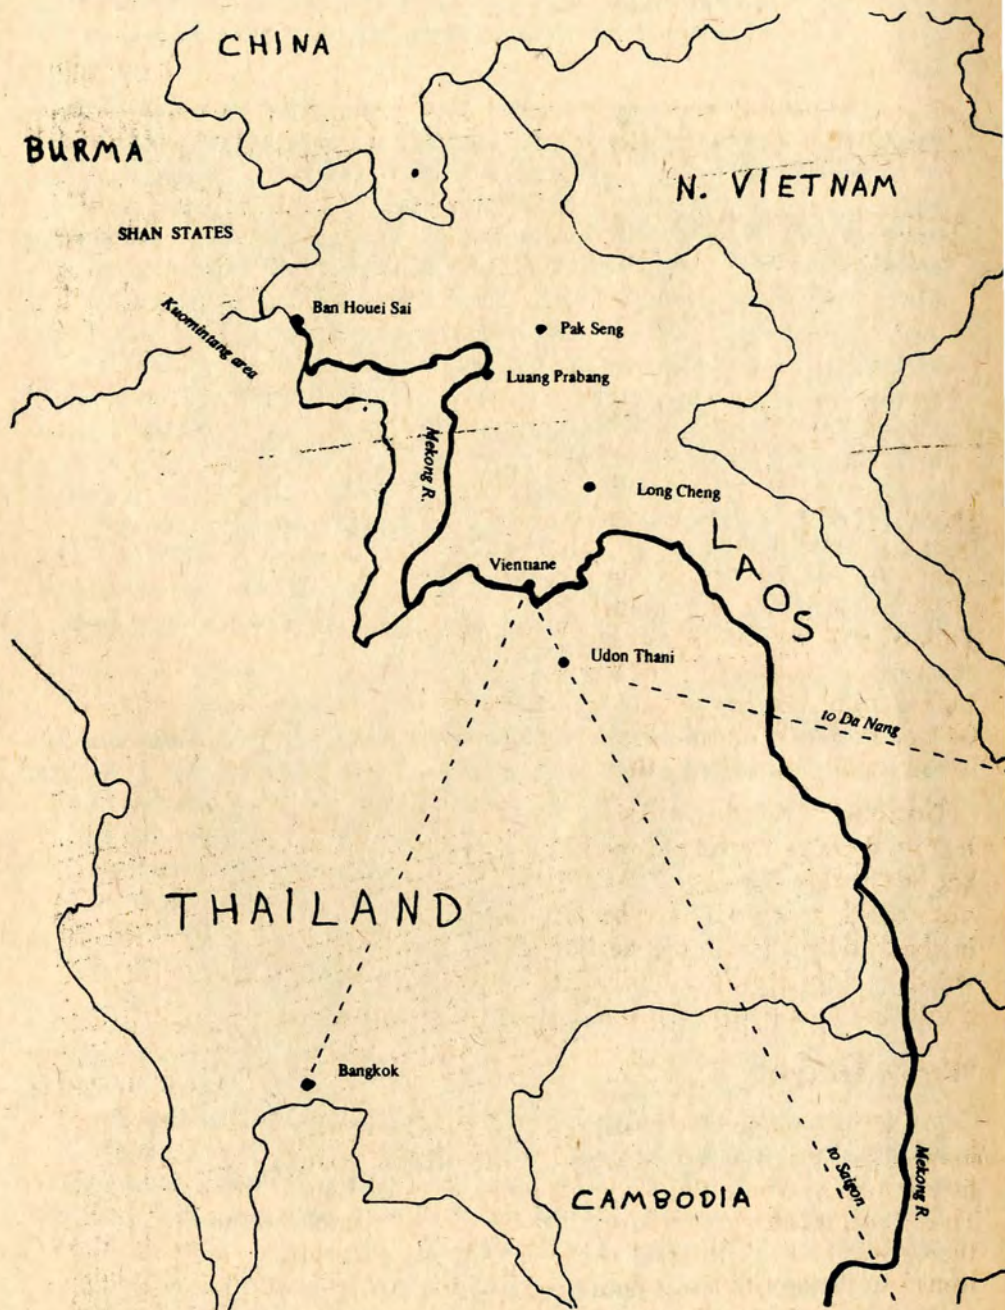 CHINA
BURMA
N. VIETNAM
SHAN STATES
Ban Houei Sai
Kuomintang area
Pak Seng
Luang Prabang
Mekong R.
Long Cheng
LAOS
Vientiane
Udon Thani
to Da Nang
THAILAND
Bangkok
to Saigon
Mekong R.
CAMBODIA